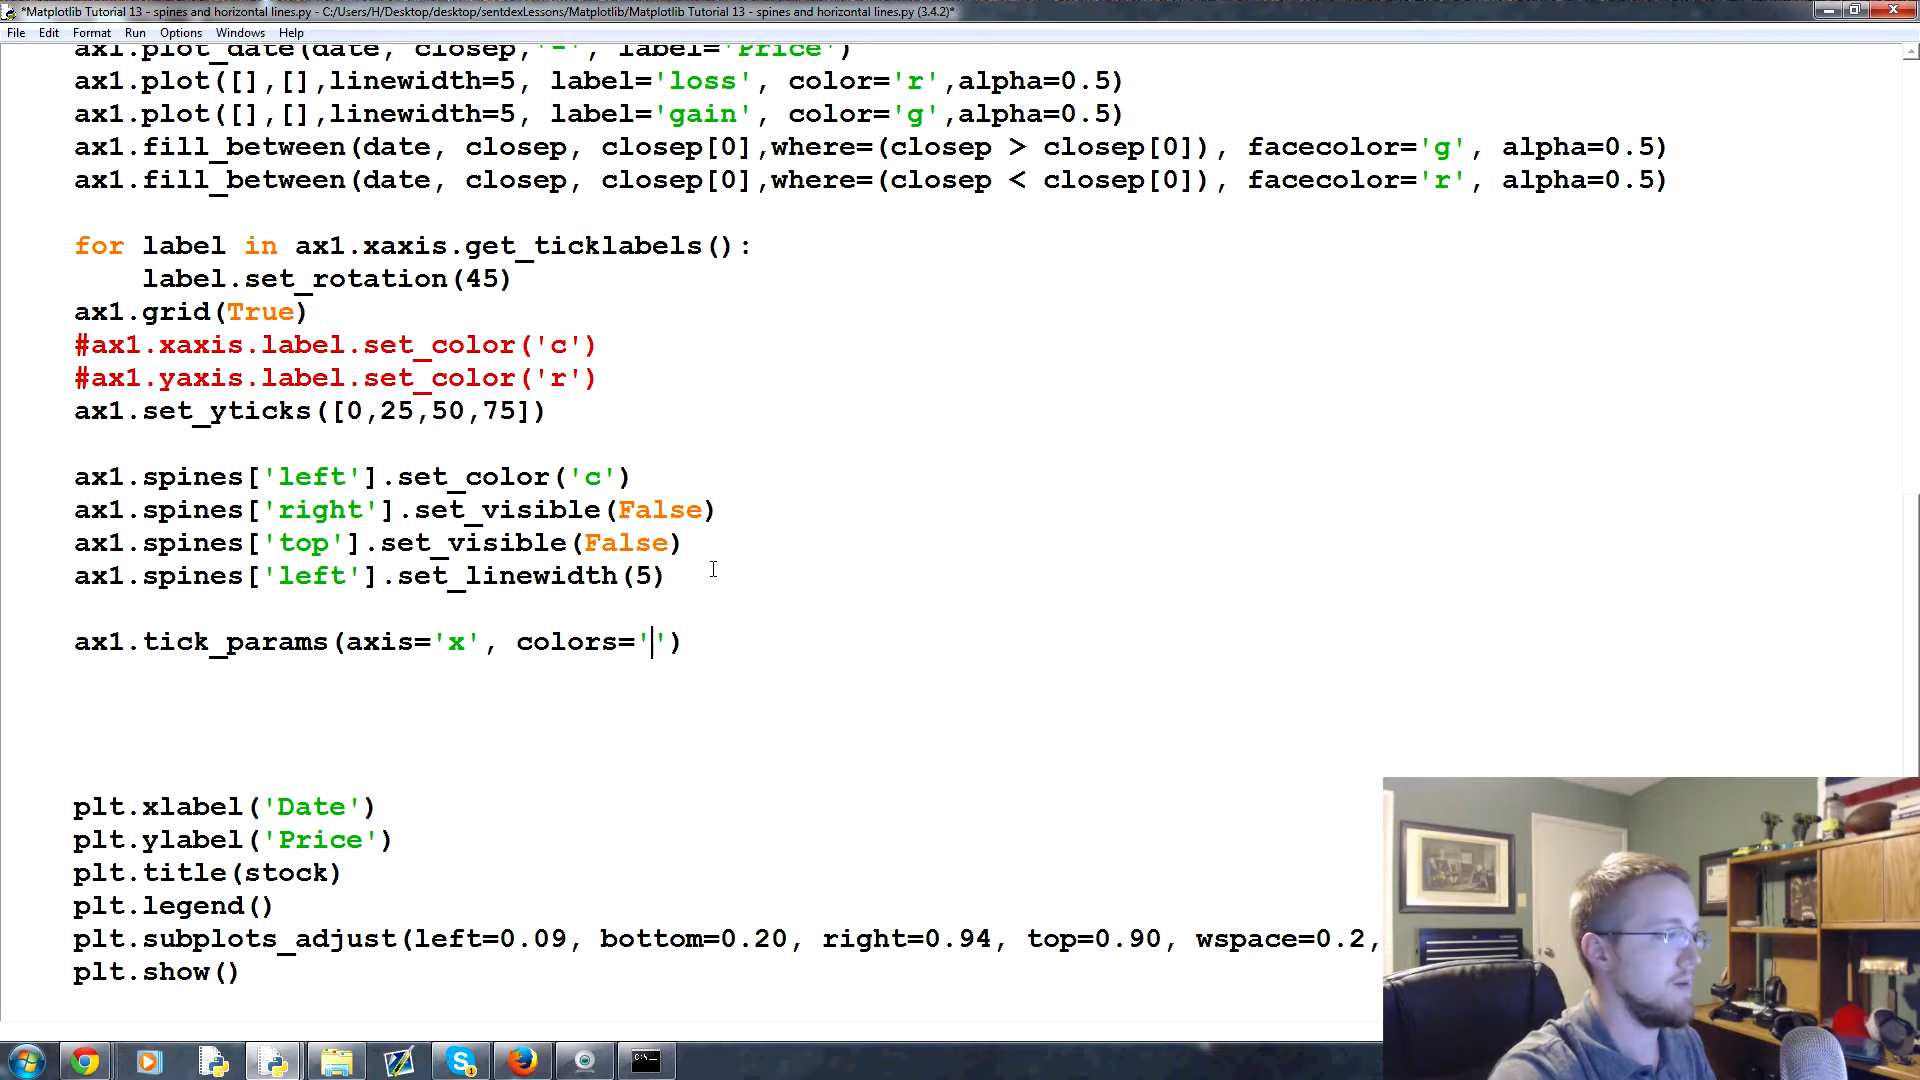 *Matplotlib Tutorial 13 - spines and horizontal lines.py - C:/Users/H/Desktop/desktop/sentdexLessons/Matplotlib/Matplotlib Tutorial 13 - spines and horizontal lines.py (3.4.2)*
File Edit Format Run Options Windows Help
ax1.plot_date(date, closep,'-', label='Price')
ax1.plot([],[],linewidth=5, label='loss', color='r',alpha=0.5)
ax1.plot([],[],linewidth=5, label='gain', color='g',alpha=0.5)
ax1.fill_between(date, closep, closep[0],where=(closep > closep[0]), facecolor='g', alpha=0.5)
ax1.fill_between(date, closep, closep[0],where=(closep < closep[0]), facecolor='r', alpha=0.5)
for label in ax1.xaxis.get_ticklabels():
label.set_rotation(45)
ax1.grid(True)
#ax1.xaxis.label.set_color('c')
#ax1.yaxis.label.set_color('r')
ax1.set_yticks([0,25,50,75])
ax1.spines['left'].set_color('c')
ax1.spines['right'].set_visible(False)
ax1.spines['top'].set_visible(False)
ax1.spines['left'].set_linewidth(5)
ax1.tick_params(axis='x', colors='')
plt.xlabel('Date')
plt.ylabel('Price')
plt.title(stock)
plt.legend()
plt.subplots_adjust(left=0.09, bottom=0.20, right=0.94, top=0.90, wspace=0.2,
plt.show()